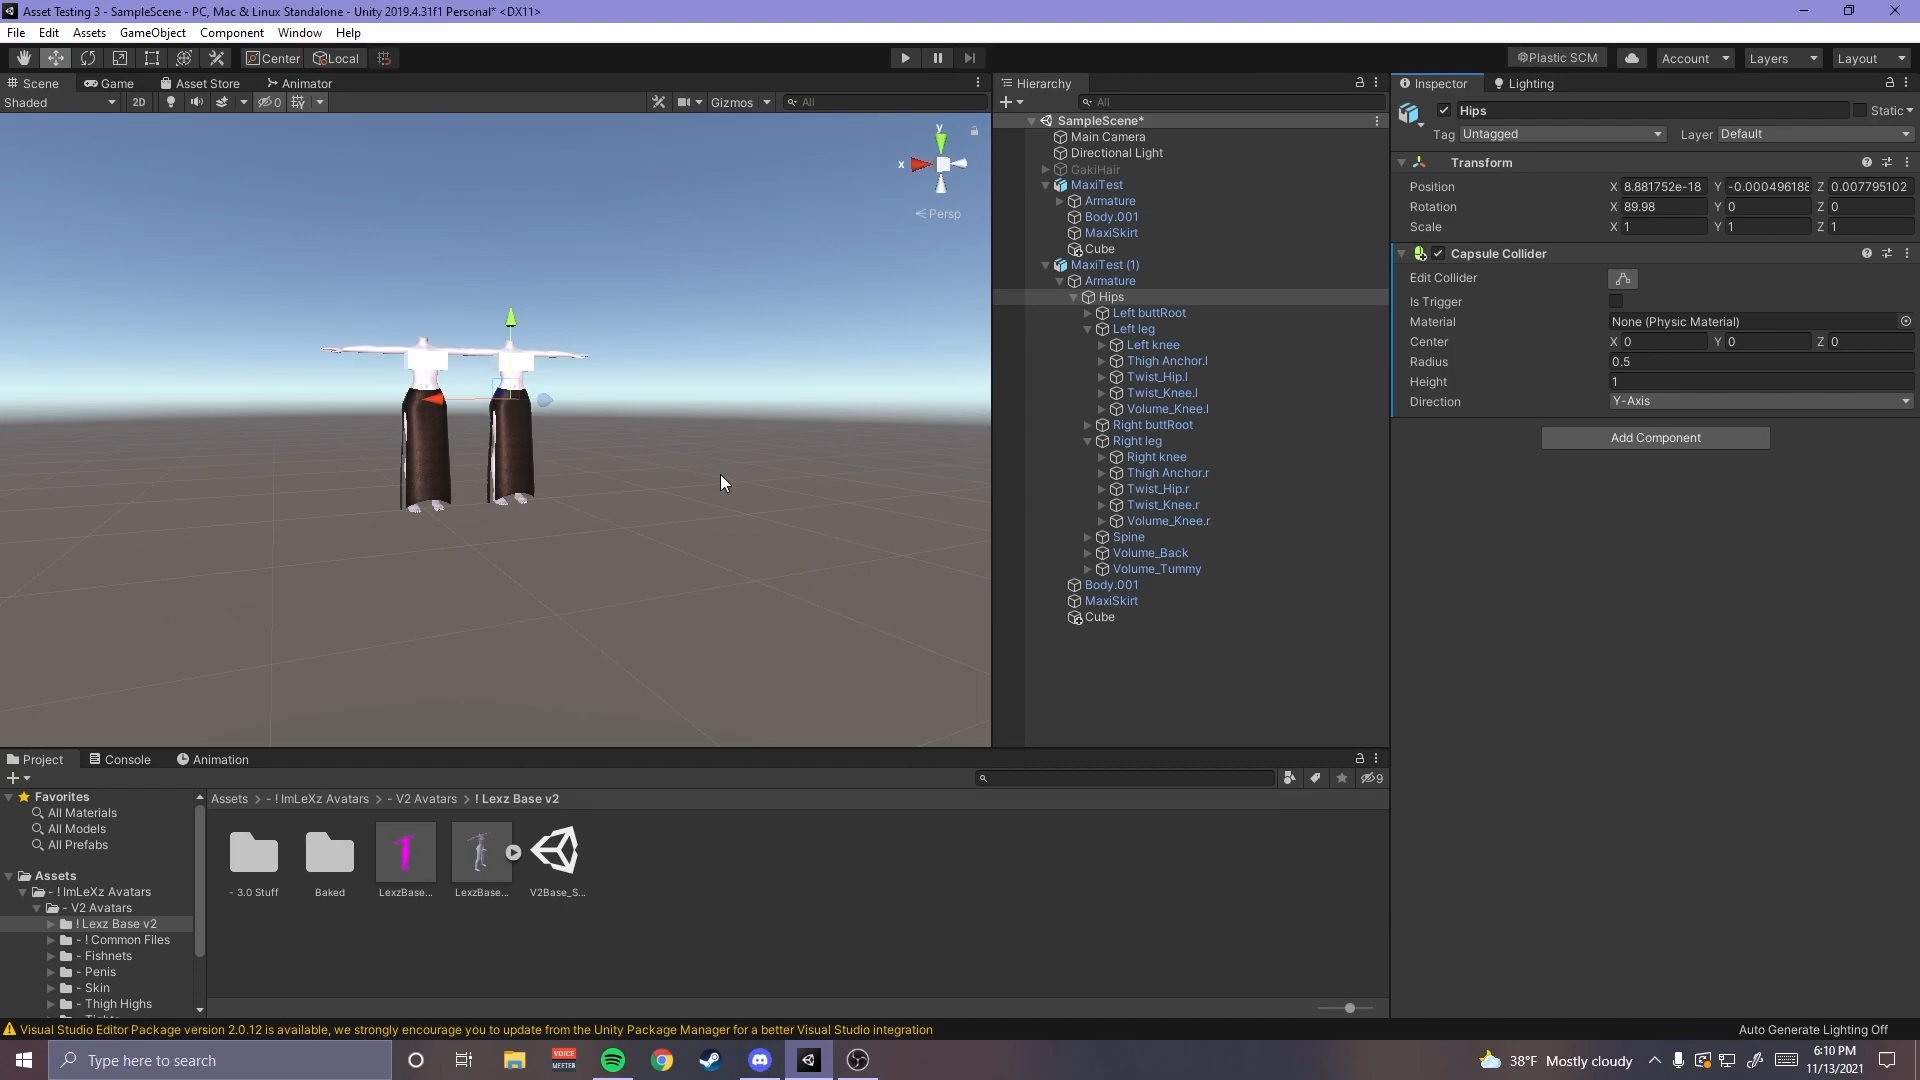 Asset Testing 3 - SampleScene - PC, Mac & Linux Standalone - Unity 2019.4.31f1 Personal* <DX11>
File Edit Assets GameObject Component Window Help
Center Local Plastic SCM Account Layers Layout
Scene Game Asset Store Animator
Shaded 2D 0 Gizmos All
y
x
Persp
Hierarchy
All
SampleScene*
Main Camera
Directional Light
GakiHair
MaxiTest
Armature
Body.001
MaxiSkirt
Cube
MaxiTest (1)
Armature
Hips
Left buttRoot
Left leg
Left knee
Thigh Anchor.l
Twist_Hip.l
Twist_Knee.l
Volume_Knee.l
Right buttRoot
Right leg
Right knee
Thigh Anchor.r
Twist_Hip.r
Twist_Knee.r
Volume_Knee.r
Spine
Volume_Back
Volume_Tummy
Body.001
MaxiSkirt
Cube
Inspector Lighting
Hips Static
Tag Untagged Layer Default
Transform
Position X 8.881752e-18 Y -0.000496188 Z 0.007795102
Rotation X 89.98 Y 0 Z 0
Scale X 1 Y 1 Z 1
Capsule Collider
Edit Collider
Is Trigger
Material None (Physic Material)
Center X 0 Y 0 Z 0
Radius 0.5
Height 1
Direction Y-Axis
Add Component
Project Console Animation
9
Favorites
All Materials
All Models
All Prefabs
Assets
- ! ImLeXz Avatars
- V2 Avatars
! Lexz Base v2
- ! Common Files
- Fishnets
- Penis
- Skin
- Thigh Highs
Assets > - ! ImLeXz Avatars > - V2 Avatars > ! Lexz Base v2
- 3.0 Stuff Baked LexzBase... LexzBase... V2Base_S...
Visual Studio Editor Package version 2.0.12 is available, we strongly encourage you to update from the Unity Package Manager for a better Visual Studio integration
Auto Generate Lighting Off
Type here to search
VOICE
MEETER
38°F Mostly cloudy
6:10 PM
11/13/2021